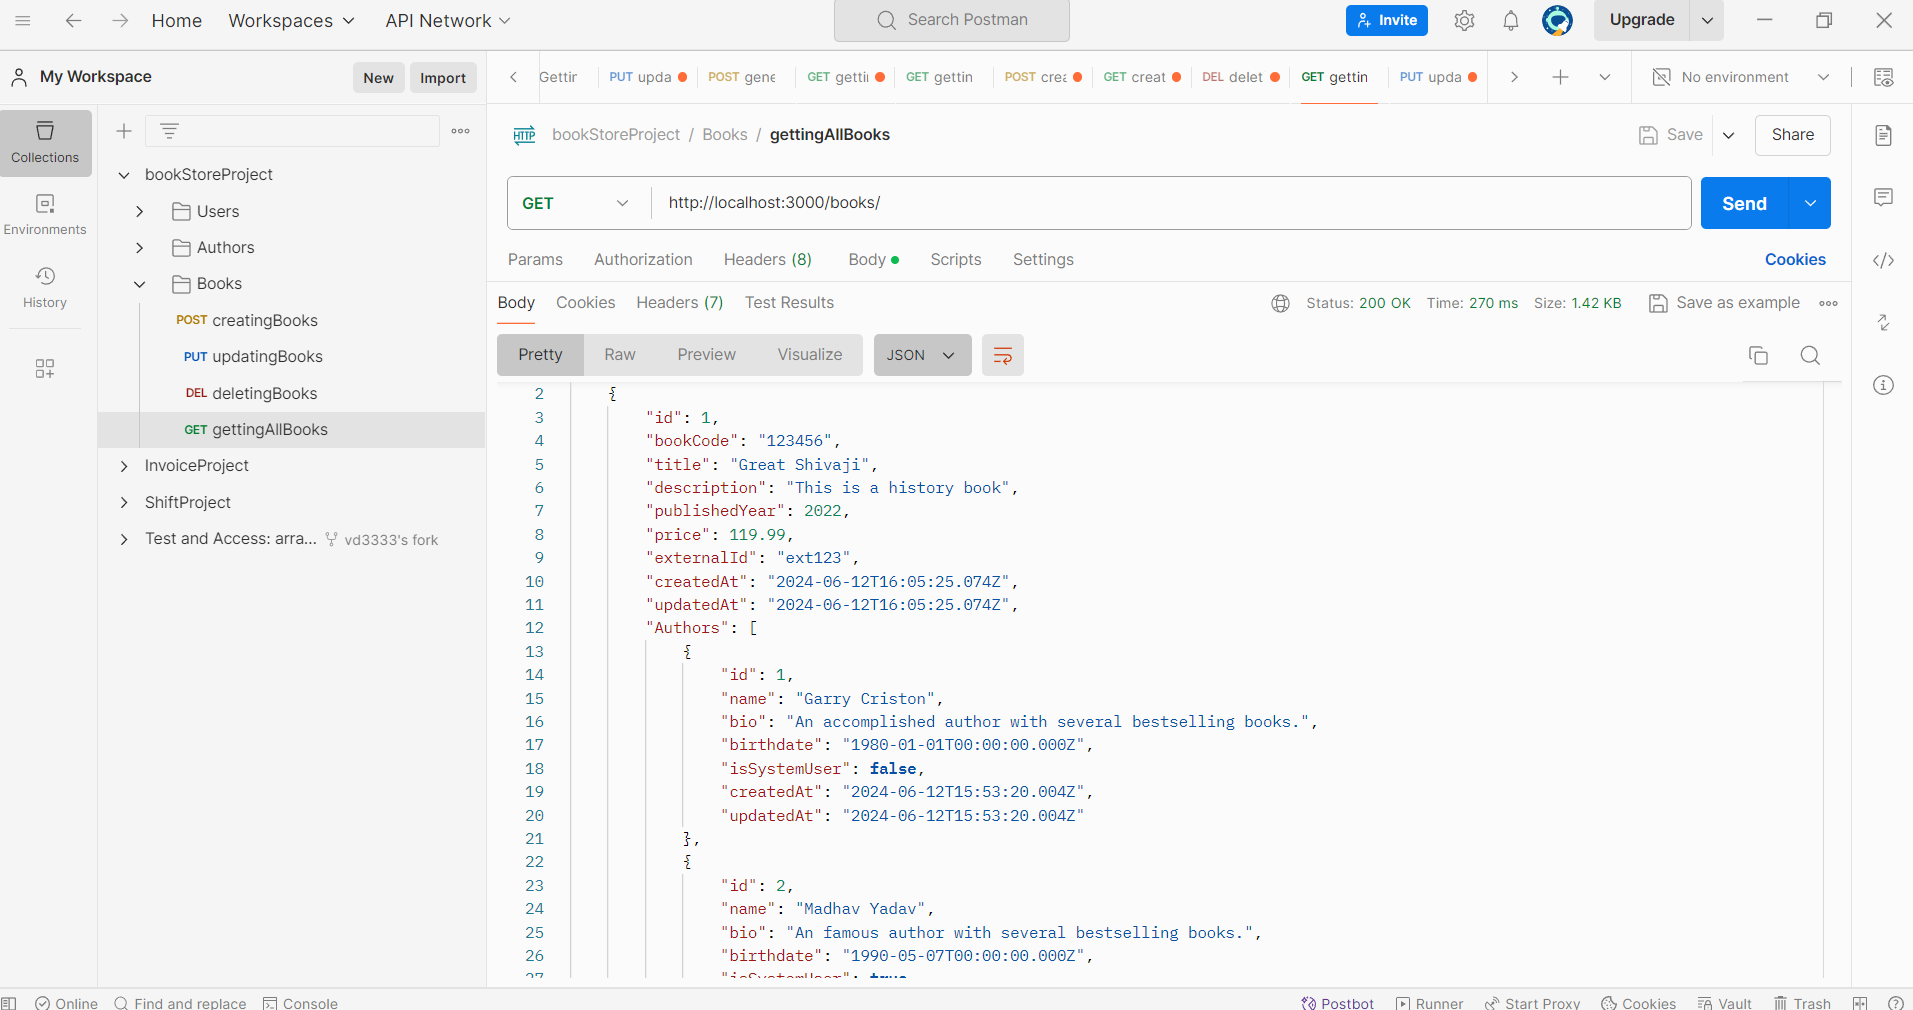 Home Workspaces API Network Search Postman Invite Upgrade
My Workspace New Import
Gettir PUT upda POST gene GET gettii GET gettin POST crea GET creat DEL delet GET gettin PUT upda No environment
Collections
Environments
History
bookStoreProject
Users
Authors
Books
POST creatingBooks
PUT updatingBooks
DEL deletingBooks
GET gettingAllBooks
InvoiceProject
ShiftProject
Test and Access: arra... vd3333's fork
HTTP bookStoreProject / Books / gettingAllBooks Save Share
GET http://localhost:3000/books/ Send
Params Authorization Headers (8) Body Scripts Settings Cookies
Body Cookies Headers (7) Test Results Status: 200 OK Time: 270 ms Size: 1.42 KB Save as example
Pretty Raw Preview Visualize JSON
2 {
3 "id": 1,
4 "bookCode": "123456",
5 "title": "Great Shivaji",
6 "description": "This is a history book",
7 "publishedYear": 2022,
8 "price": 119.99,
9 "externalId": "ext123",
10 "createdAt": "2024-06-12T16:05:25.074Z",
11 "updatedAt": "2024-06-12T16:05:25.074Z",
12 "Authors": [
13 {
14 "id": 1,
15 "name": "Garry Criston",
16 "bio": "An accomplished author with several bestselling books.",
17 "birthdate": "1980-01-01T00:00:00.000Z",
18 "isSystemUser": false,
19 "createdAt": "2024-06-12T15:53:20.004Z",
20 "updatedAt": "2024-06-12T15:53:20.004Z"
21 },
22 {
23 "id": 2,
24 "name": "Madhav Yadav",
25 "bio": "An famous author with several bestselling books.",
26 "birthdate": "1990-05-07T00:00:00.000Z",
27 "isSystemUser": true
Online Find and replace Console Postbot Runner Start Proxy Cookies Vault Trash